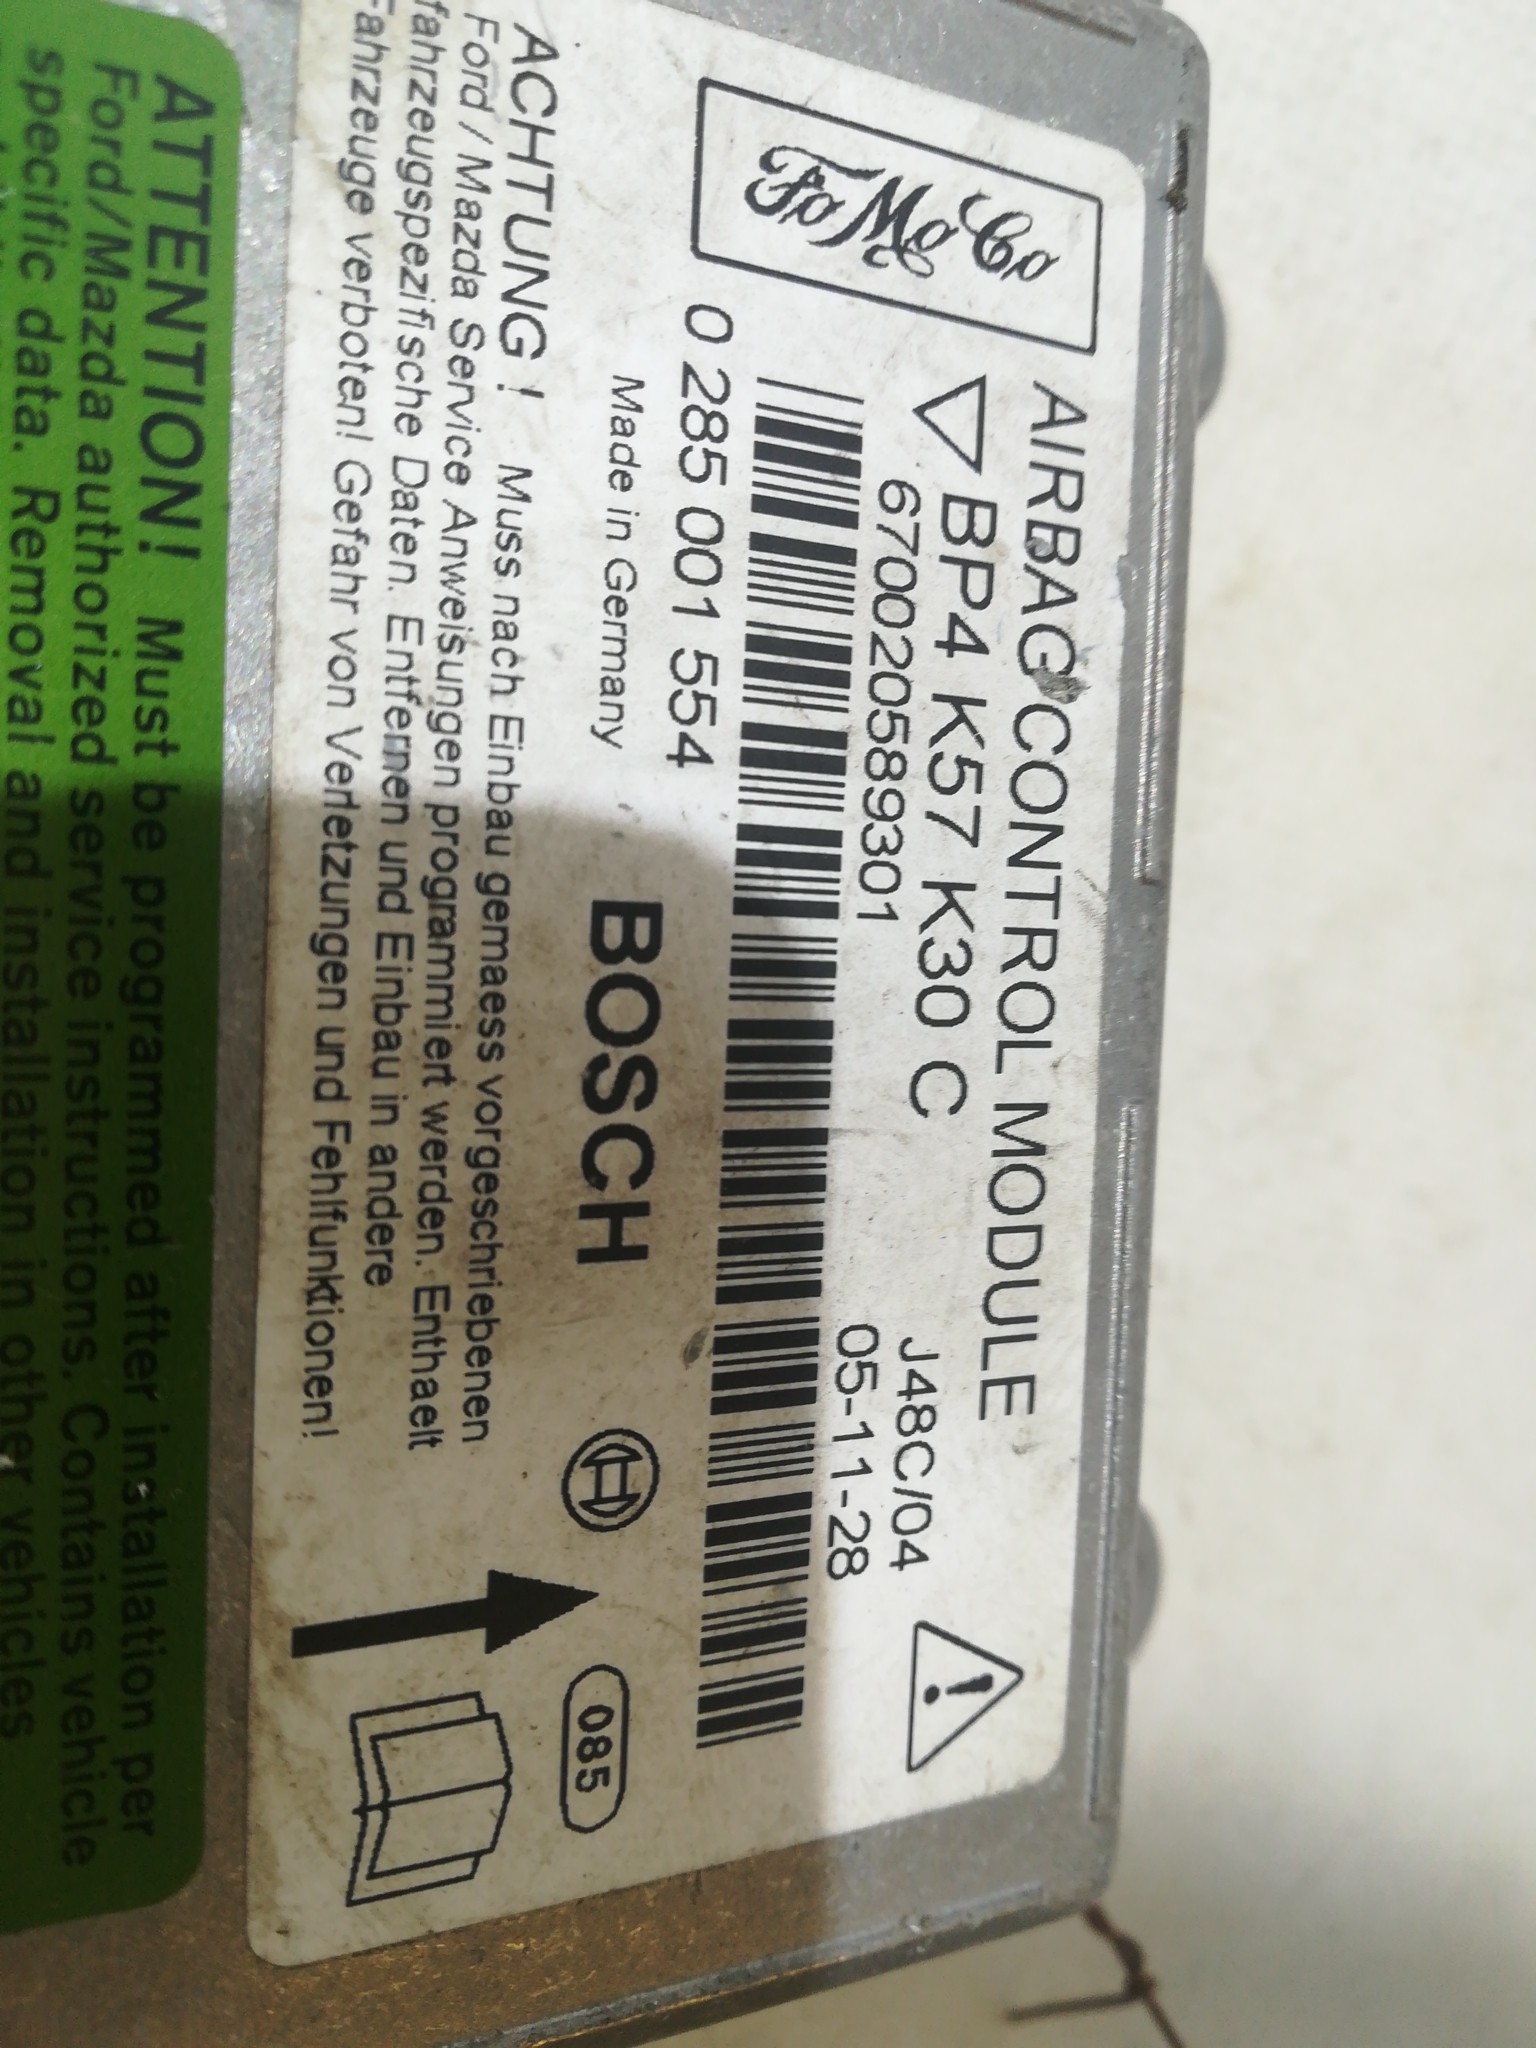 FoMoCo
AIRBAG CONTROL MODULE
BP4 K57 K30 C
J48C/04
670020589301
05-11-28
0 285 001 554
Made in Germany
BOSCH
085
ACHTUNG! Muss nach Einbau gemaess vorgeschriebenen
Ford/Mazda Service Anweisungen programmiert werden. Enthaelt
fahrzeugspezifische Daten. Entfernen und Einbau in andere
Fahrzeuge verboten! Gefahr von Verletzungen und Fehlfunktionen!
ATTENTION! Must be programmed after installation per
Ford/Mazda authorized service instructions. Contains vehicle
specific data. Removal and installation in other vehicles